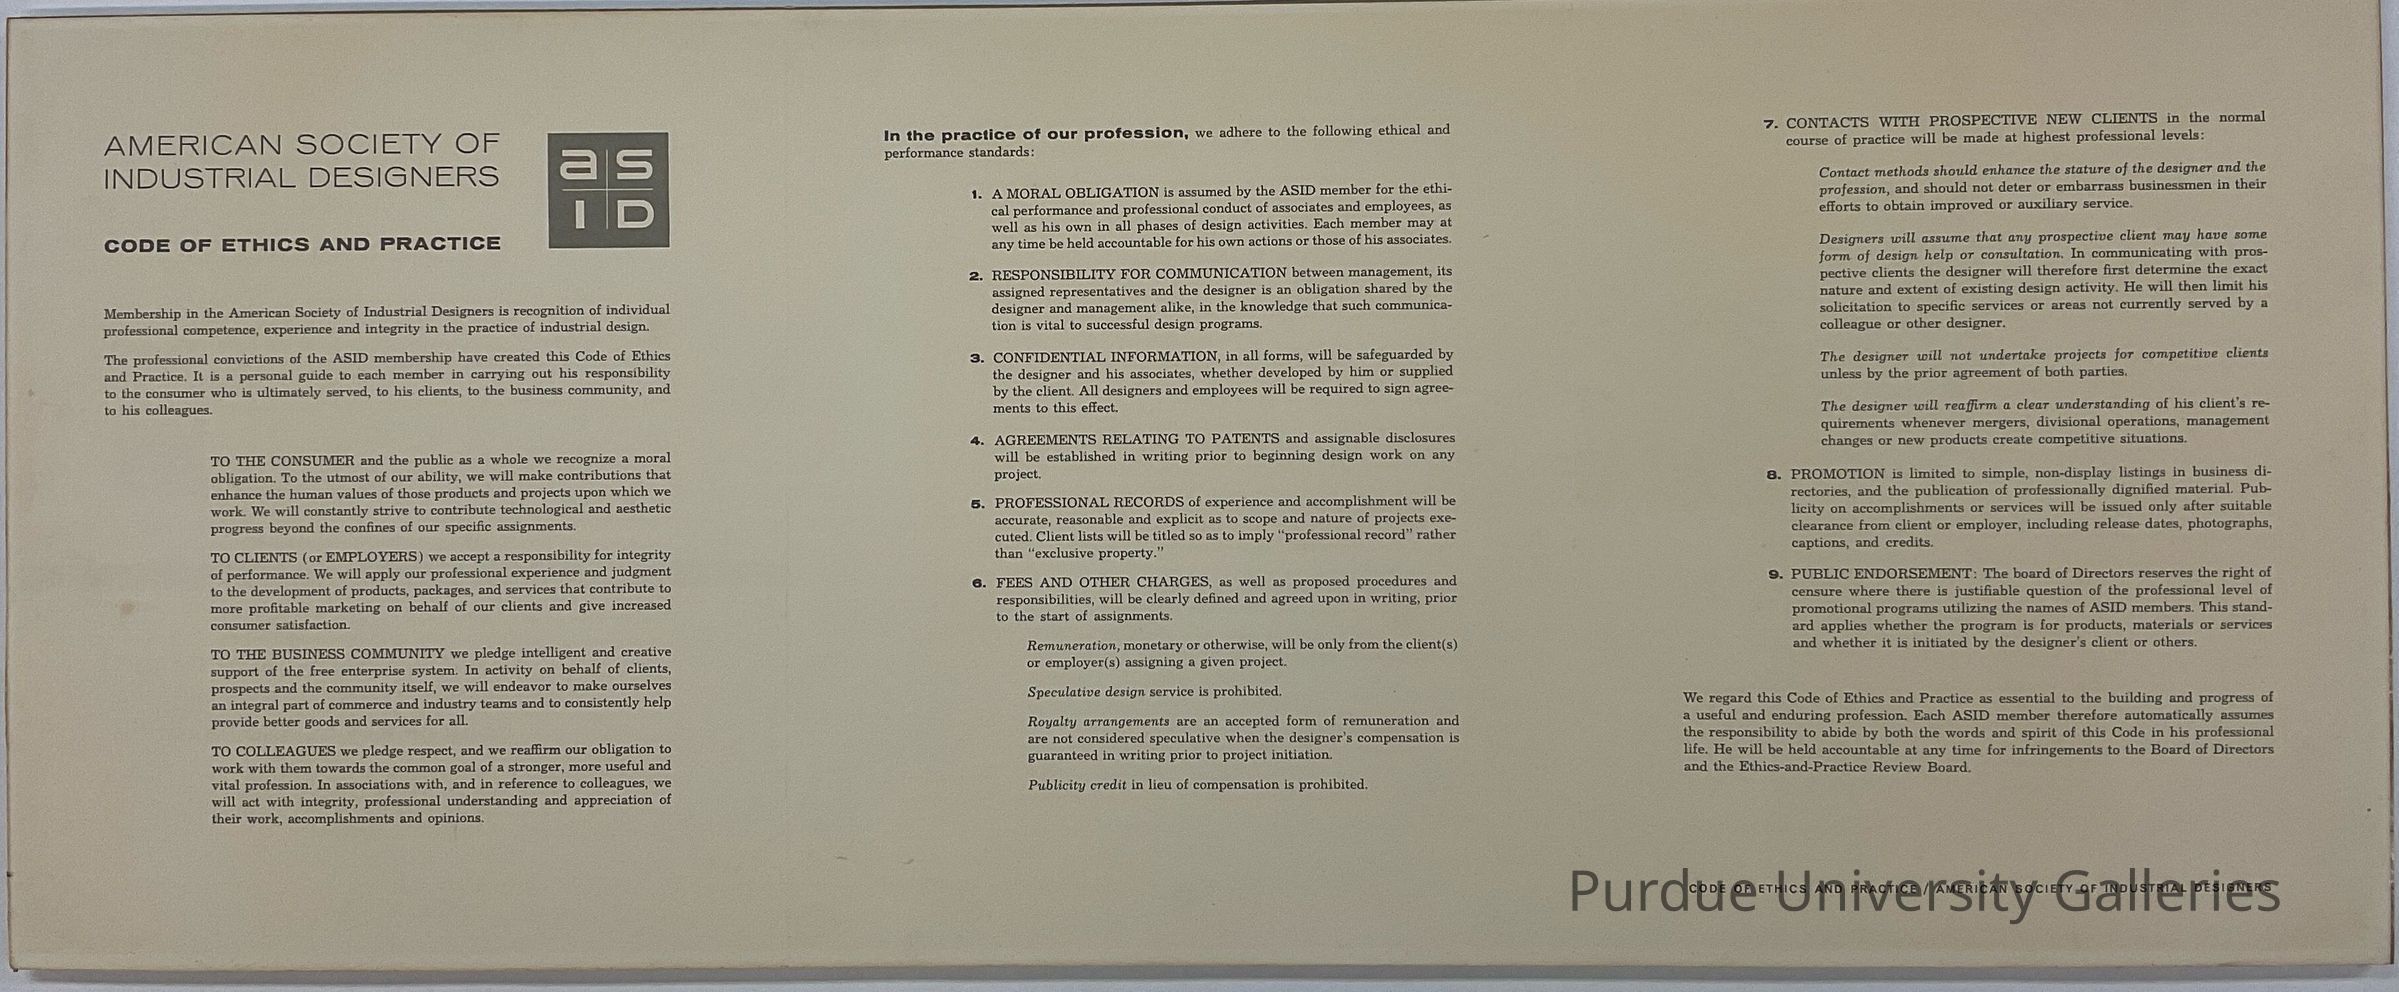 AMERICAN SOCIETY OF
INDUSTRIAL DESIGNERS
as
ID
CODE OF ETHICS AND PRACTICE
Membership in the American Society of Industrial Designers is recognition of individual
professional competence, experience and integrity in the practice of industrial design.
The professional convictions of the ASID membership have created this Code of Ethics
and Practice. It is a personal guide to each member in carrying out his responsibility
to the consumer who is ultimately served, to his clients, to the business community, and
to his colleagues.
TO THE CONSUMER and the public as a whole we recognize a moral
obligation. To the utmost of our ability, we will make contributions that
enhance the human values of those products and projects upon which we
work. We will constantly strive to contribute technological and aesthetic
progress beyond the confines of our specific assignments.
TO CLIENTS (or EMPLOYERS) we accept a responsibility for integrity
of performance. We will apply our professional experience and judgment
to the development of products, packages, and services that contribute to
more profitable marketing on behalf of our clients and give increased
consumer satisfaction.
TO THE BUSINESS COMMUNITY we pledge intelligent and creative
support of the free enterprise system. In activity on behalf of clients,
prospects and the community itself, we will endeavor to make ourselves
an integral part of commerce and industry teams and to consistently help
provide better goods and services for all.
TO COLLEAGUES we pledge respect, and we reaffirm our obligation to
work with them towards the common goal of a stronger, more useful and
vital profession. In associations with, and in reference to colleagues, we
will act with integrity, professional understanding and appreciation of
their work, accomplishments and opinions.
In the practice of our profession, we adhere to the following ethical and
performance standards:
1. A MORAL OBLIGATION is assumed by the ASID member for the ethi-
cal performance and professional conduct of associates and employees, as
well as his own in all phases of design activities. Each member may at
any time be held accountable for his own actions or those of his associates.
2. RESPONSIBILITY FOR COMMUNICATION between management, its
assigned representatives and the designer is an obligation shared by the
designer and management alike, in the knowledge that such communica-
tion is vital to successful design programs.
3. CONFIDENTIAL INFORMATION, in all forms, will be safeguarded by
the designer and his associates, whether developed by him or supplied
by the client. All designers and employees will be required to sign agree-
ments to this effect.
4. AGREEMENTS RELATING TO PATENTS and assignable disclosures
will be established in writing prior to beginning design work on any
project.
5. PROFESSIONAL RECORDS of experience and accomplishment will be
accurate, reasonable and explicit as to scope and nature of projects exe-
cuted. Client lists will be titled so as to imply "professional record" rather
than "exclusive property."
6. FEES AND OTHER CHARGES, as well as proposed procedures and
responsibilities, will be clearly defined and agreed upon in writing, prior
to the start of assignments.
Remuneration, monetary or otherwise, will be only from the client(s)
or employer(s) assigning a given project.
Speculative design service is prohibited.
Royalty arrangements are an accepted form of remuneration and
are not considered speculative when the designer's compensation is
guaranteed in writing prior to project initiation.
Publicity credit in lieu of compensation is prohibited.
7. CONTACTS WITH PROSPECTIVE NEW CLIENTS in the normal
course of practice will be made at highest professional levels:
Contact methods should enhance the stature of the designer and the
profession, and should not deter or embarrass businessmen in their
efforts to obtain improved or auxiliary service.
Designers will assume that any prospective client may have some
form of design help or consultation. In communicating with pros-
pective clients the designer will therefore first determine the exact
nature and extent of existing design activity. He will then limit his
solicitation to specific services or areas not currently served by a
colleague or other designer.
The designer will not undertake projects for competitive clients
unless by the prior agreement of both parties.
The designer will reaffirm a clear understanding of his client's re-
quirements whenever mergers, divisional operations, management
changes or new products create competitive situations.
8. PROMOTION is limited to simple, non-display listings in business di-
rectories, and the publication of professionally dignified material. Pub-
licity on accomplishments or services will be issued only after suitable
clearance from client or employer, including release dates, photographs,
captions, and credits.
9. PUBLIC ENDORSEMENT: The board of Directors reserves the right of
censure where there is justifiable question of the professional level of
promotional programs utilizing the names of ASID members. This stand-
ard applies whether the program is for products, materials or services
and whether it is initiated by the designer's client or others.
We regard this Code of Ethics and Practice as essential to the building and progress of
a useful and enduring profession. Each ASID member therefore automatically assumes
the responsibility to abide by both the words and spirit of this Code in his professional
life. He will be held accountable at any time for infringements to the Board of Directors
and the Ethics-and-Practice Review Board.
CODE OF ETHICS AND PRACTICE / AMERICAN SOCIETY OF INDUSTRIAL DESIGNERS
Purdue University Galleries